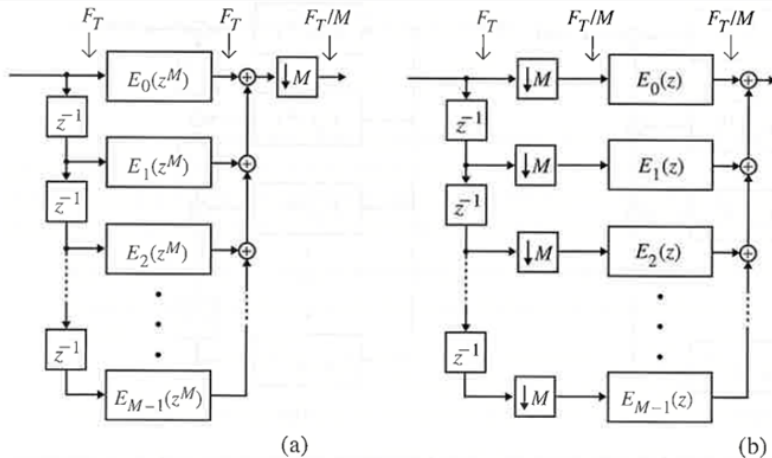 F_T F_T F_T/M
E_0(z^M) ↓M
z^{-1}
E_1(z^M)
z^{-1}
E_2(z^M)
z^{-1}
E_{M-1}(z^M)
(a)
F_T F_T/M F_T/M
↓M E_0(z)
z^{-1}
↓M E_1(z)
z^{-1}
↓M E_2(z)
z^{-1}
↓M E_{M-1}(z)
(b)